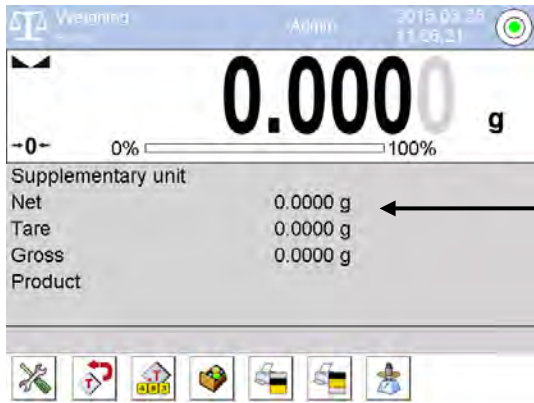 Weighing
Admin
2015.03.25
11:06:21
0.0000 g
→0←
0% 100%
Supplementary unit
Net 0.0000 g
Tare 0.0000 g
Gross 0.0000 g
Product